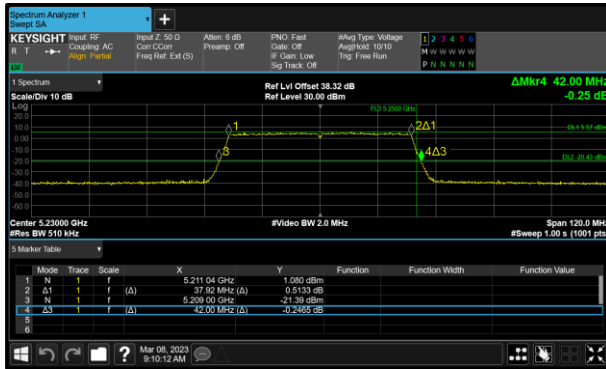 Spectrum Analyzer 1
Swept SA
KEYSIGHT Input: RF Input Z: 50 Ω Atten: 6 dB PNO: Fast #Avg Type: Voltage 1 2 3 4 5 6
R T Coupling: AC Corr CCorr Preamp: Off Gate: Off Avg|Hold: 10/10 M W W W W W
Align: Partial Freq Ref: Ext (S) IF Gain: Low Trig: Free Run
Sig Track: Off P N N N N N
1 Spectrum Ref Lvl Offset 38.32 dB ΔMkr4 42.00 MHz
Scale/Div 10 dB Ref Level 30.00 dBm -0.25 dB
Log
20.0
10.0
0.00
-10.0
-20.0
-30.0
-40.0
-50.0
-60.0
1
2Δ1
3
4Δ3
DL1 5.57 dBm
DL2 -20.43 dBm
Center 5.23000 GHz #Video BW 2.0 MHz Span 120.0 MHz
#Res BW 510 kHz #Sweep 1.00 s (1001 pts)
5 Marker Table
Mode Trace Scale X Y Function Function Width Function Value
1 N 1 f 5.211 04 GHz 1.080 dBm
2 Δ1 1 f (Δ) 37.92 MHz (Δ) 0.5133 dB
3 N 1 f 5.209 00 GHz -21.39 dBm
4 Δ3 1 f (Δ) 42.00 MHz (Δ) -0.2465 dB
5
6
? Mar 08, 2023
9:10:12 AM